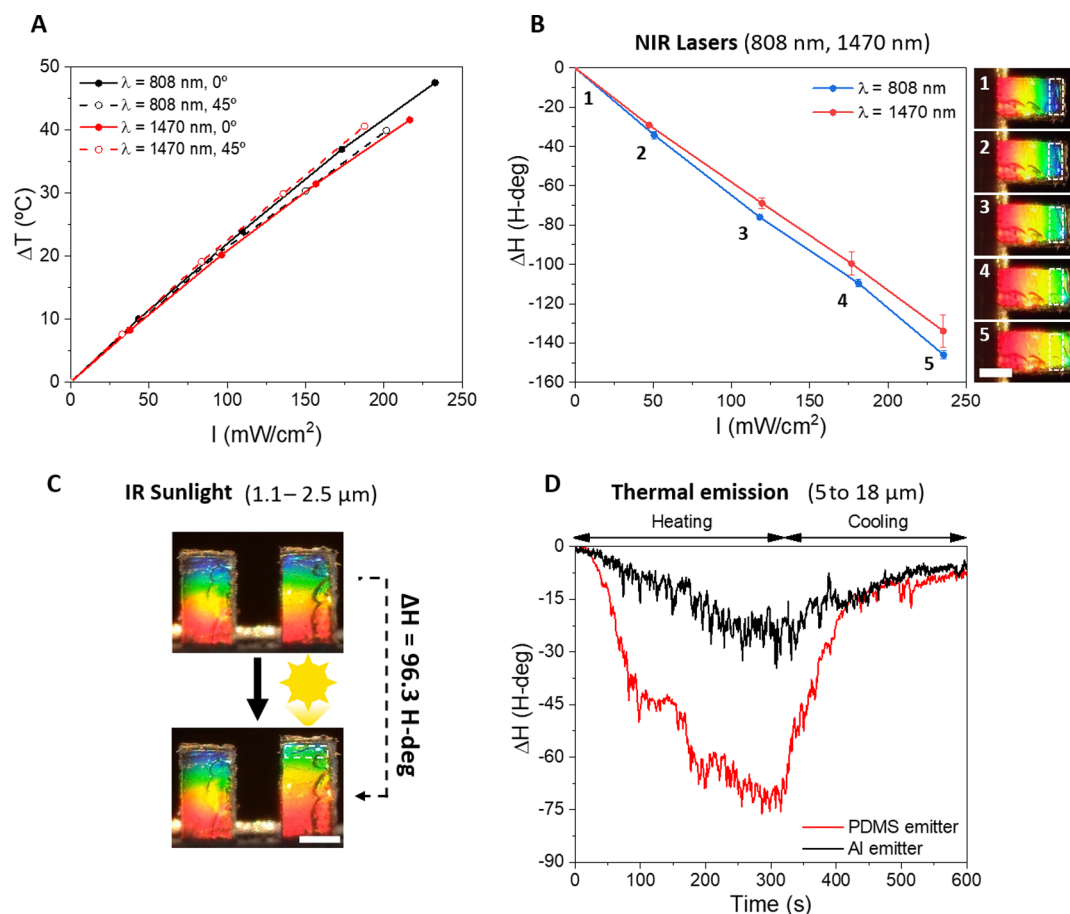 A
50
40
30
20
10
0
ΔT (ºC)
λ = 808 nm, 0º
λ = 808 nm, 45º
λ = 1470 nm, 0º
λ = 1470 nm, 45º
0 50 100 150 200 250
I (mW/cm²)
B
NIR Lasers (808 nm, 1470 nm)
0
-20
-40
-60
-80
-100
-120
-140
-160
ΔH (H-deg)
λ = 808 nm
λ = 1470 nm
1
2
3
4
5
0 50 100 150 200 250
I (mW/cm²)
1
2
3
4
5
C
IR Sunlight (1.1– 2.5 μm)
ΔH = 96.3 H-deg
D
Thermal emission (5 to 18 μm)
Heating Cooling
0
-15
-30
-45
-60
-75
-90
ΔH (H-deg)
PDMS emitter
Al emitter
0 100 200 300 400 500 600
Time (s)